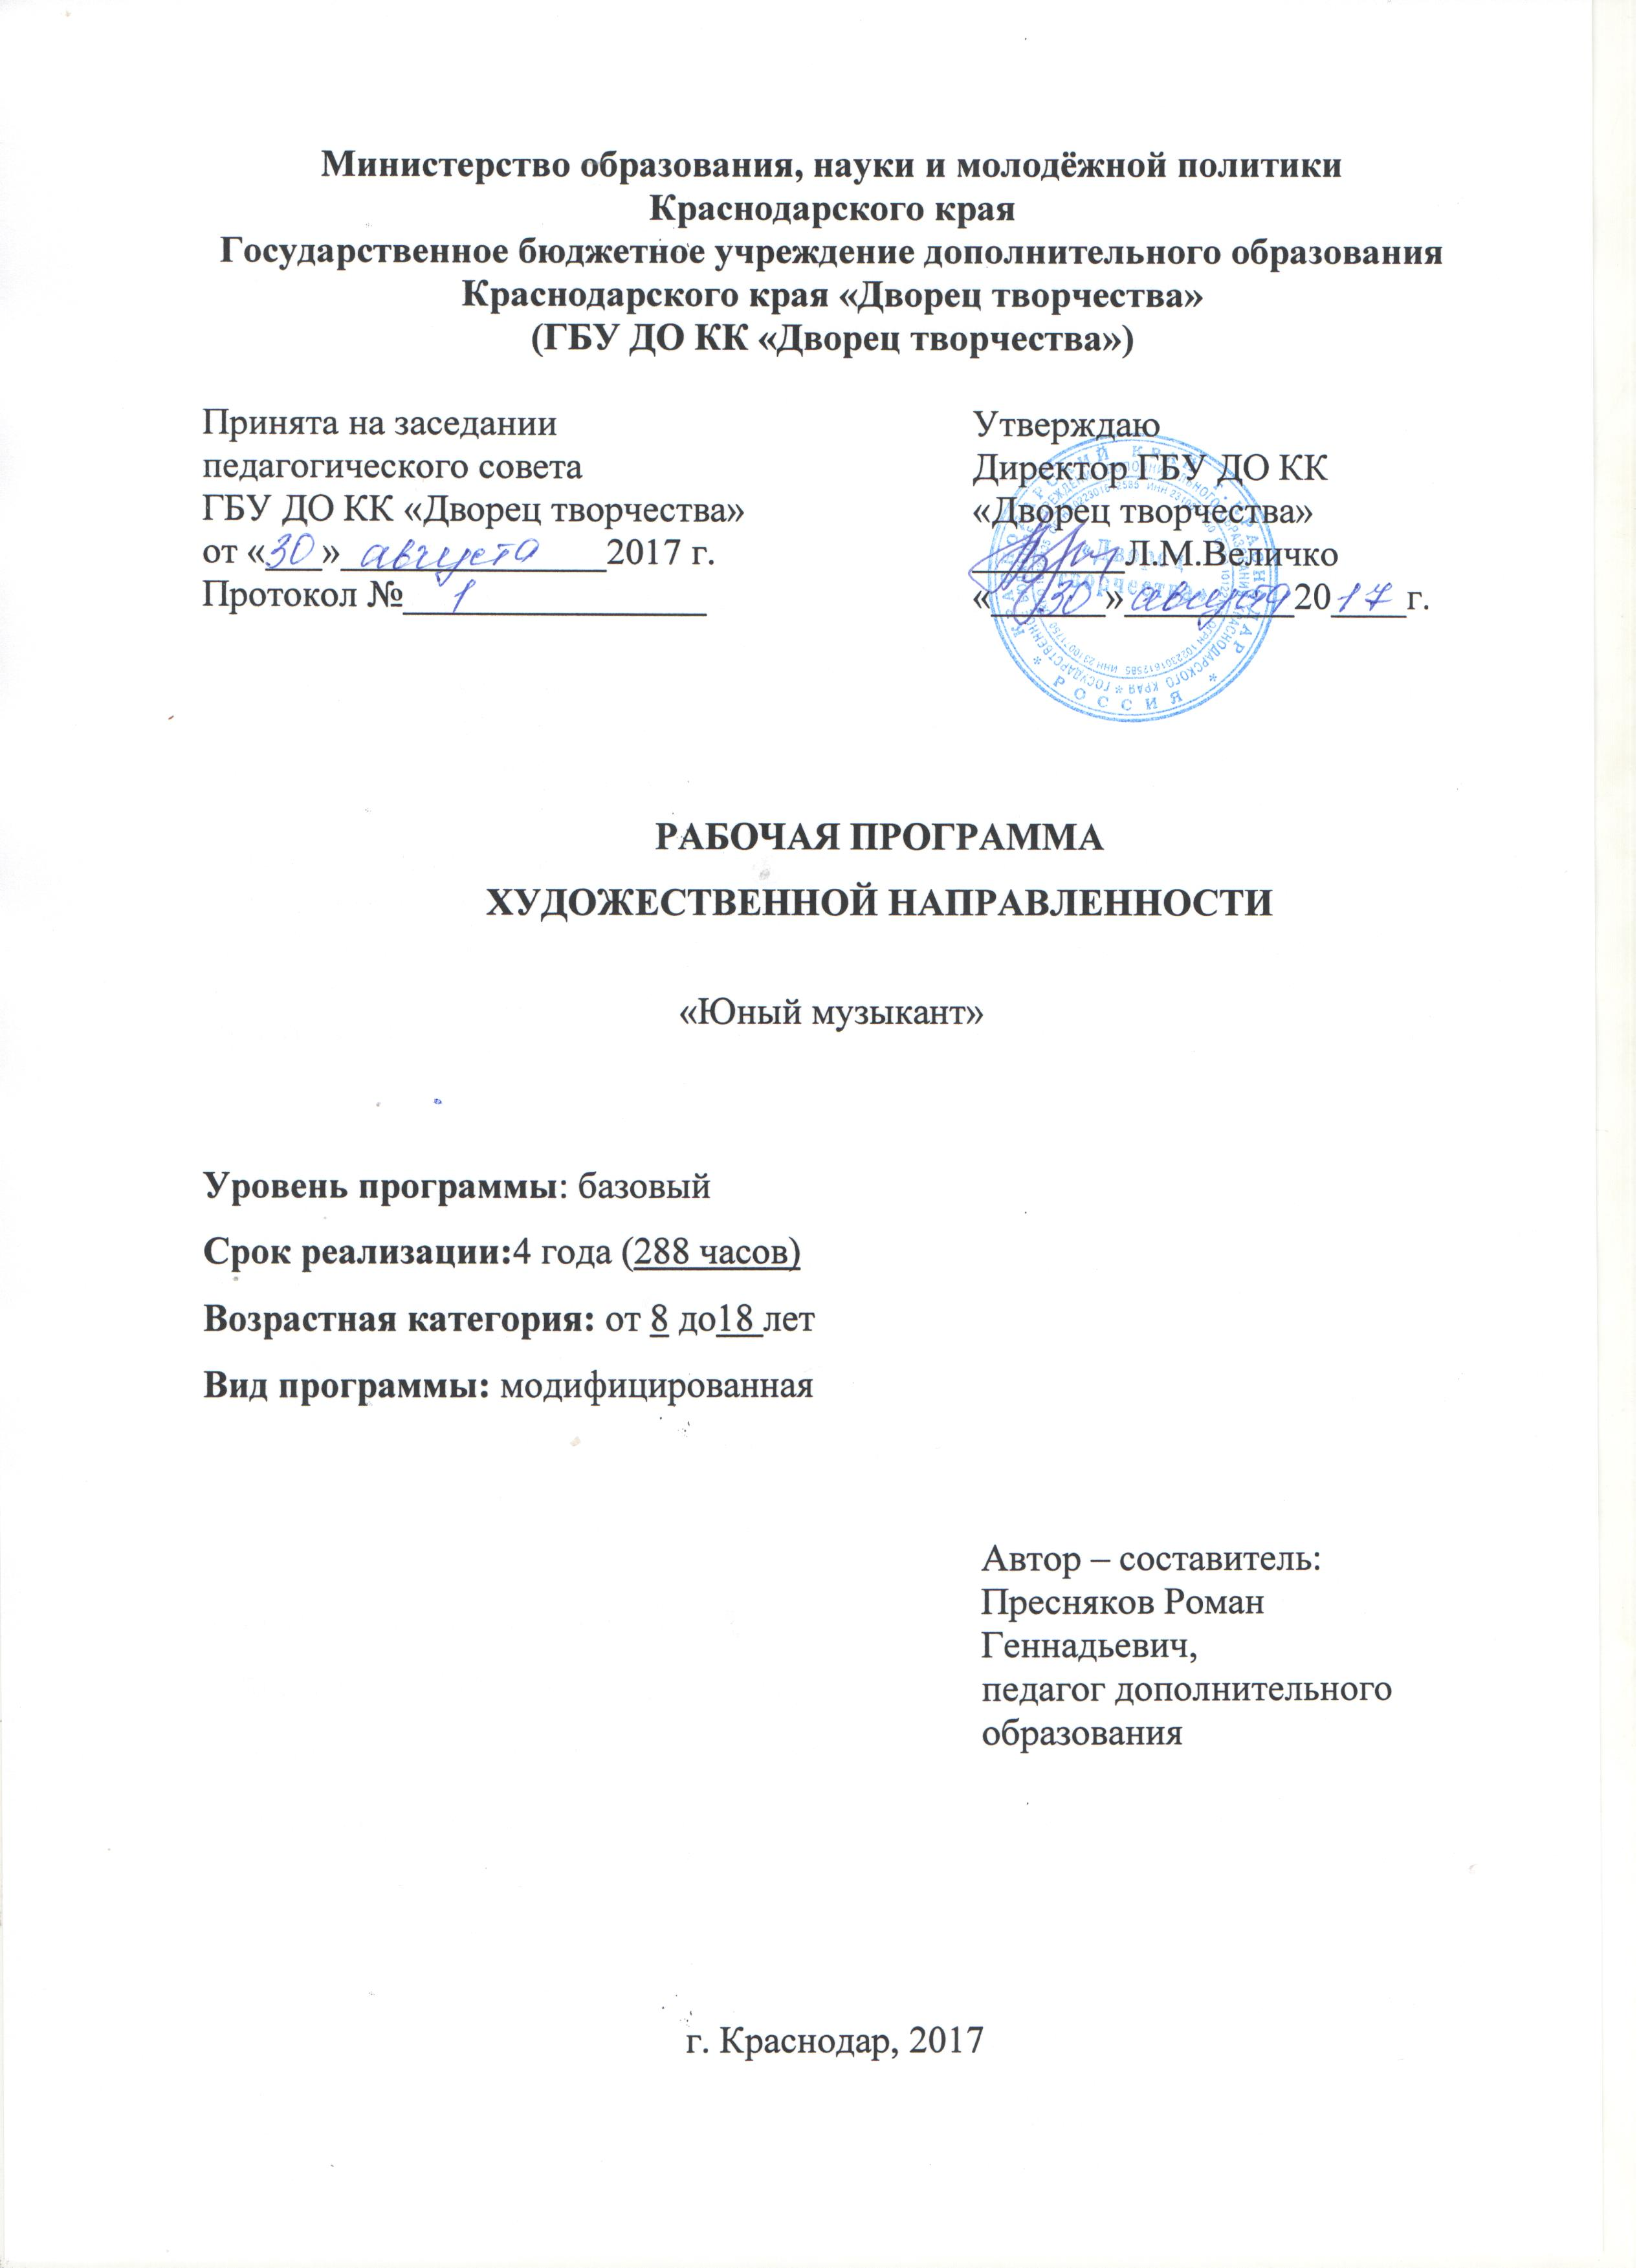 Министерство образования, науки и молодёжной политики
Краснодарского края
Государственное бюджетное учреждение дополнительного образования
Краснодарского края «Дворец творчества»
(ГБУ ДО КК «Дворец творчества»)
Принята на заседании
педагогического совета
ГБУ ДО КК «Дворец творчества»
от «30» августа 2017 г.
Протокол № 1
Утверждаю
Директор ГБУ ДО КК
«Дворец творчества»
Л.М.Величко
«30» августа 2017 г.
РОССИЯ
РАБОЧАЯ ПРОГРАММА
ХУДОЖЕСТВЕННОЙ НАПРАВЛЕННОСТИ
«Юный музыкант»
Уровень программы: базовый
Срок реализации:4 года (288 часов)
Возрастная категория: от 8 до18 лет
Вид программы: модифицированная
Автор – составитель:
Пресняков Роман
Геннадьевич,
педагог дополнительного
образования
г. Краснодар, 2017